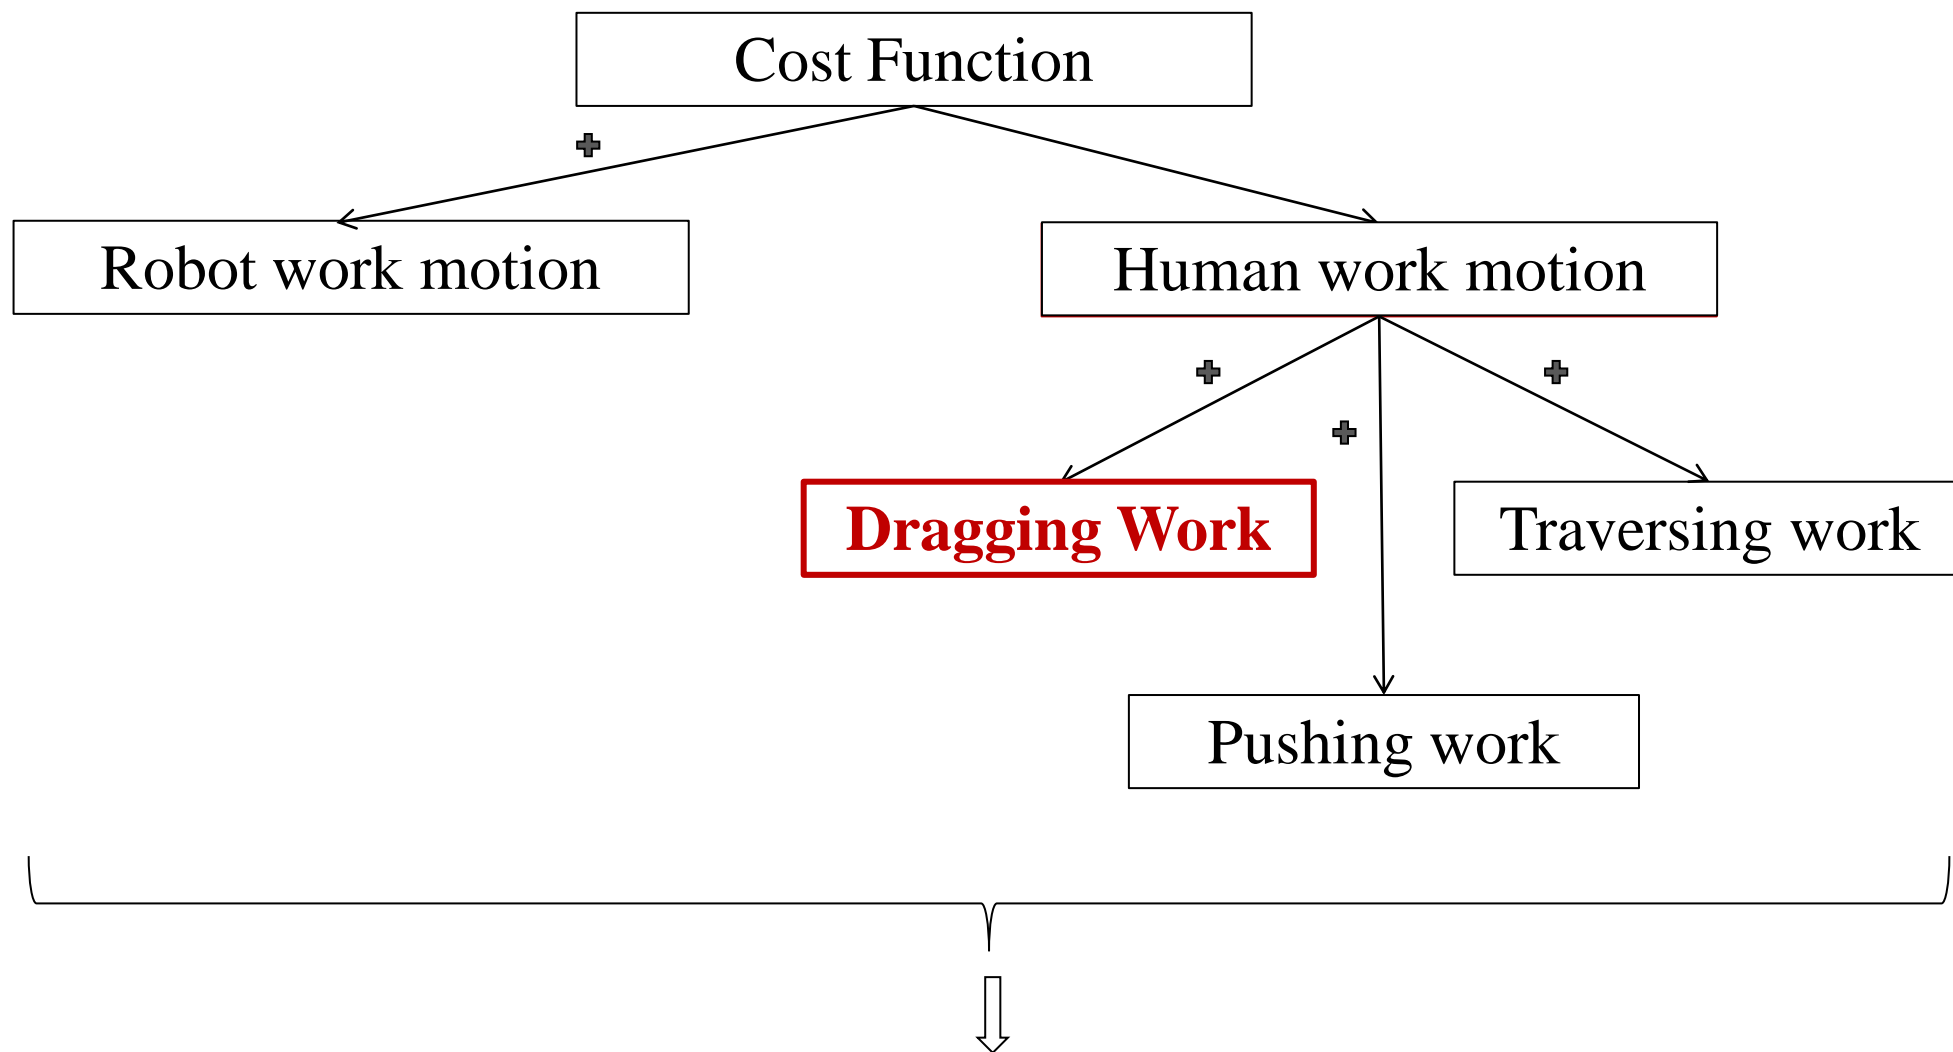 Cost Function
Robot work motion
Human work motion
Dragging Work
Traversing work
Pushing work